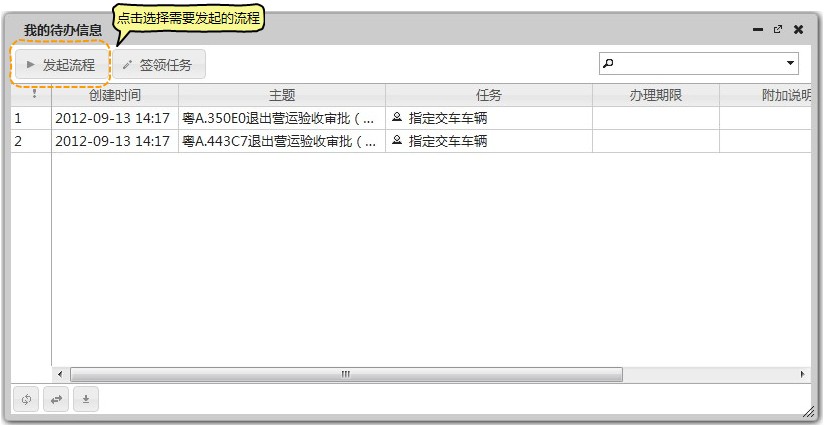 我的待办信息
点击选择需要发起的流程
发起流程 签领任务
! 创建时间 主题 任务 办理期限 附加说明
1 2012-09-13 14:17 粤A.350E0退出营运验收审批（... 指定交车车辆
2 2012-09-13 14:17 粤A.443C7退出营运验收审批（... 指定交车车辆